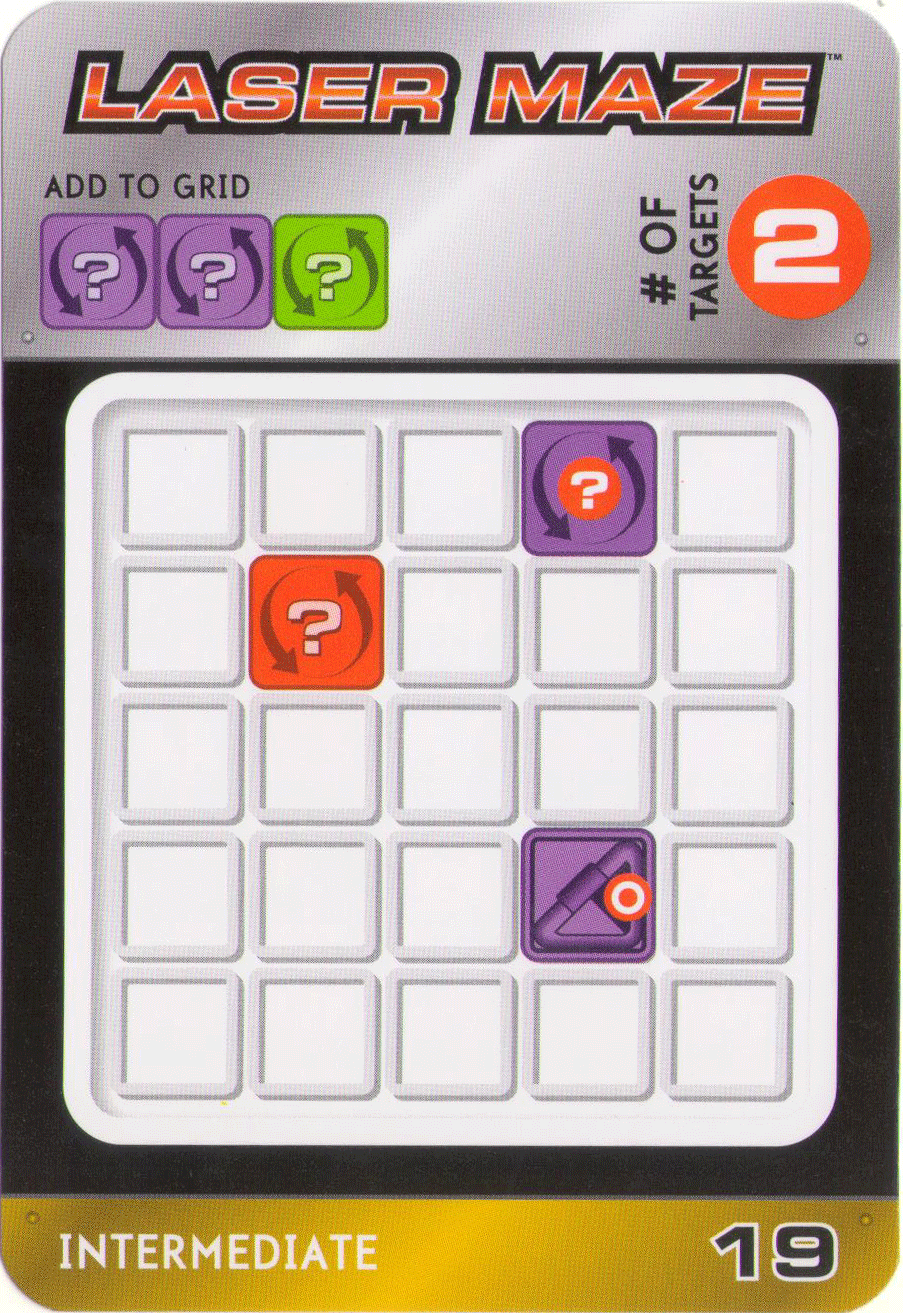 LASER MAZE™
ADD TO GRID
? ? ?
# OF
TARGETS
2
?
?
INTERMEDIATE
19